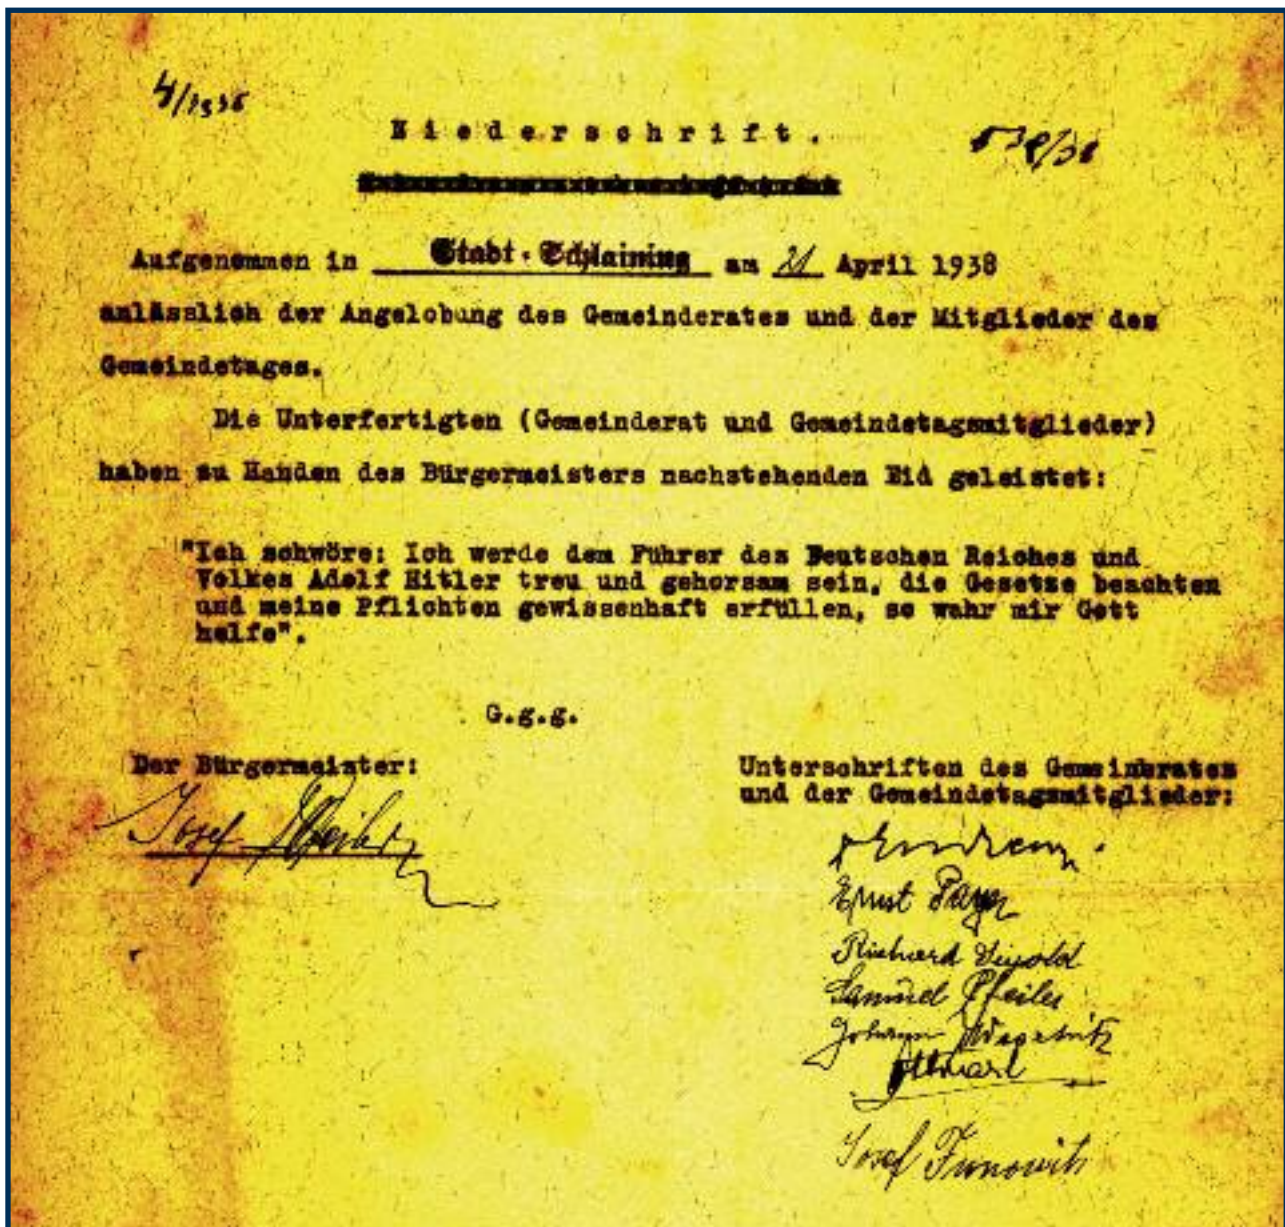 4/1938
Niederschrift.
Aufgenommen in Stadt-Schlaining am 21 April 1938
anlässlich der Angelobung des Gemeinderates und der Mitglieder des
Gemeindetages.
Die Unterfertigten (Gemeinderat und Gemeindetagsmitglieder)
haben zu Handen des Bürgermeisters nachstehenden Eid geleistet:
"Ich schwöre: Ich werde dem Führer des Deutschen Reiches und
Volkes Adolf Hitler treu und gehorsam sein, die Gesetze beachten
und meine Pflichten gewissenhaft erfüllen, so wahr mir Gott
helfe".
G.g.g.
Der Bürgermeister:
Josef
Unterschriften des Gemeinderates
und der Gemeindetagsmitglieder:
Ernst
Richard
Samuel Pfeiler
Johann
Josef